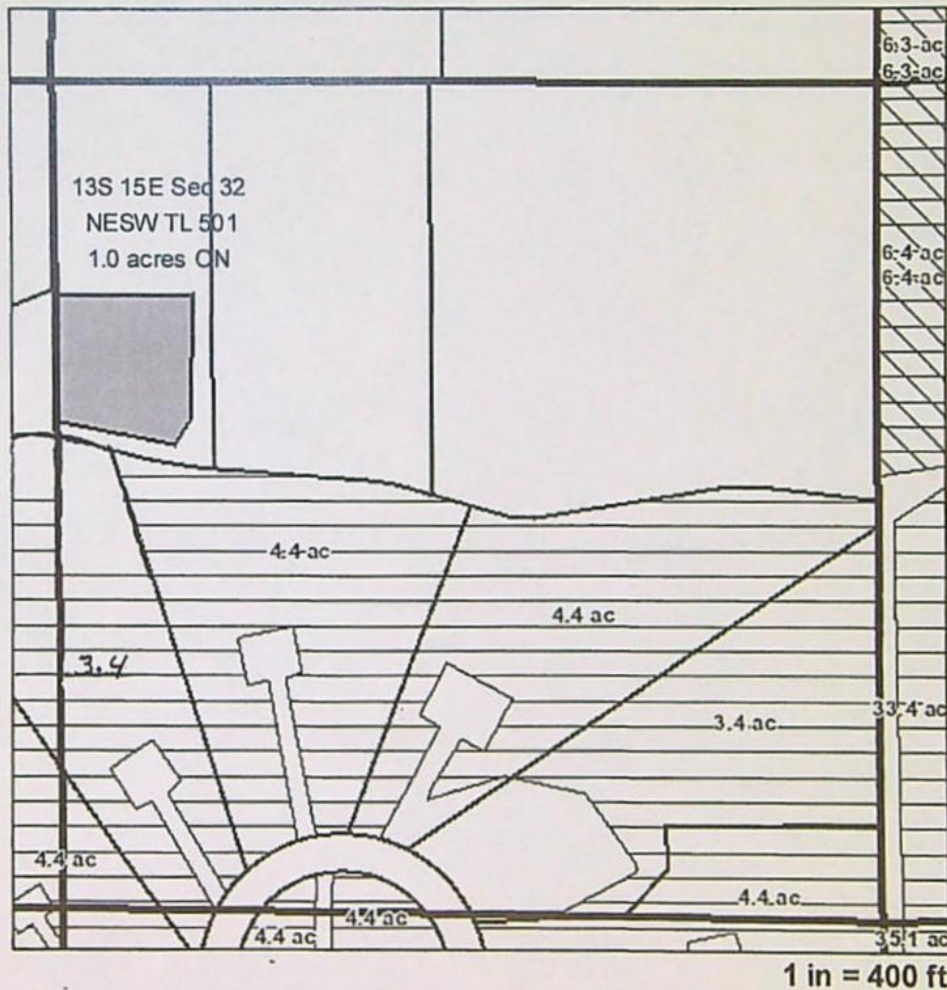 6.3 ac
6.3 ac
13S 15E Sec 32
NESW TL 501
1.0 acres ON
6.4 ac
6.4 ac
4.4 ac
4.4 ac
3.4
33.4 ac
3.4 ac
4.4 ac
4.4 ac
4.4 ac
4.4 ac
35.1 ac
1 in = 400 ft